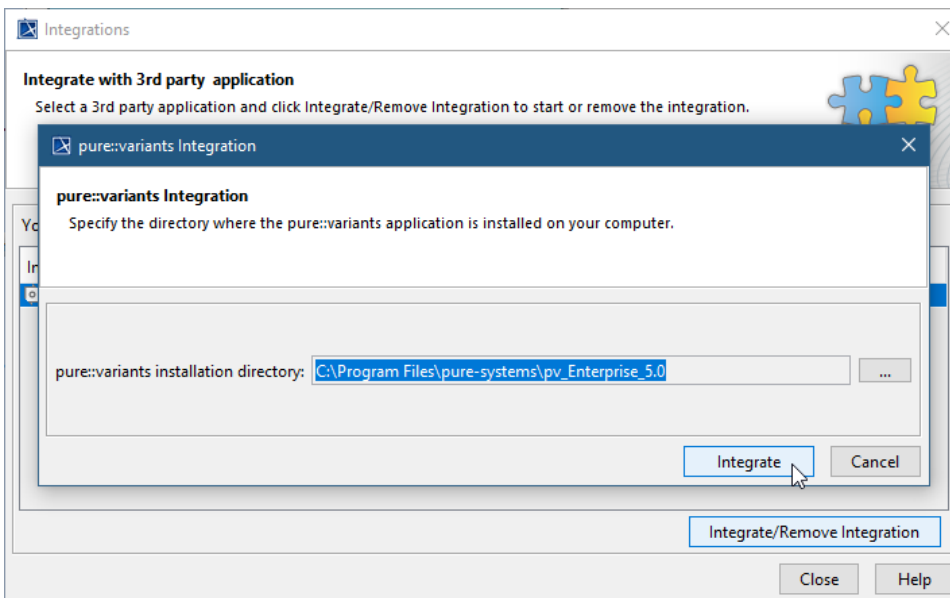 Integrations
Integrate with 3rd party application
Select a 3rd party application and click Integrate/Remove Integration to start or remove the integration.
pure::variants Integration
pure::variants Integration
Specify the directory where the pure::variants application is installed on your computer.
pure::variants installation directory: C:\Program Files\pure-systems\pv_Enterprise_5.0 ...
Integrate Cancel
Integrate/Remove Integration
Close Help